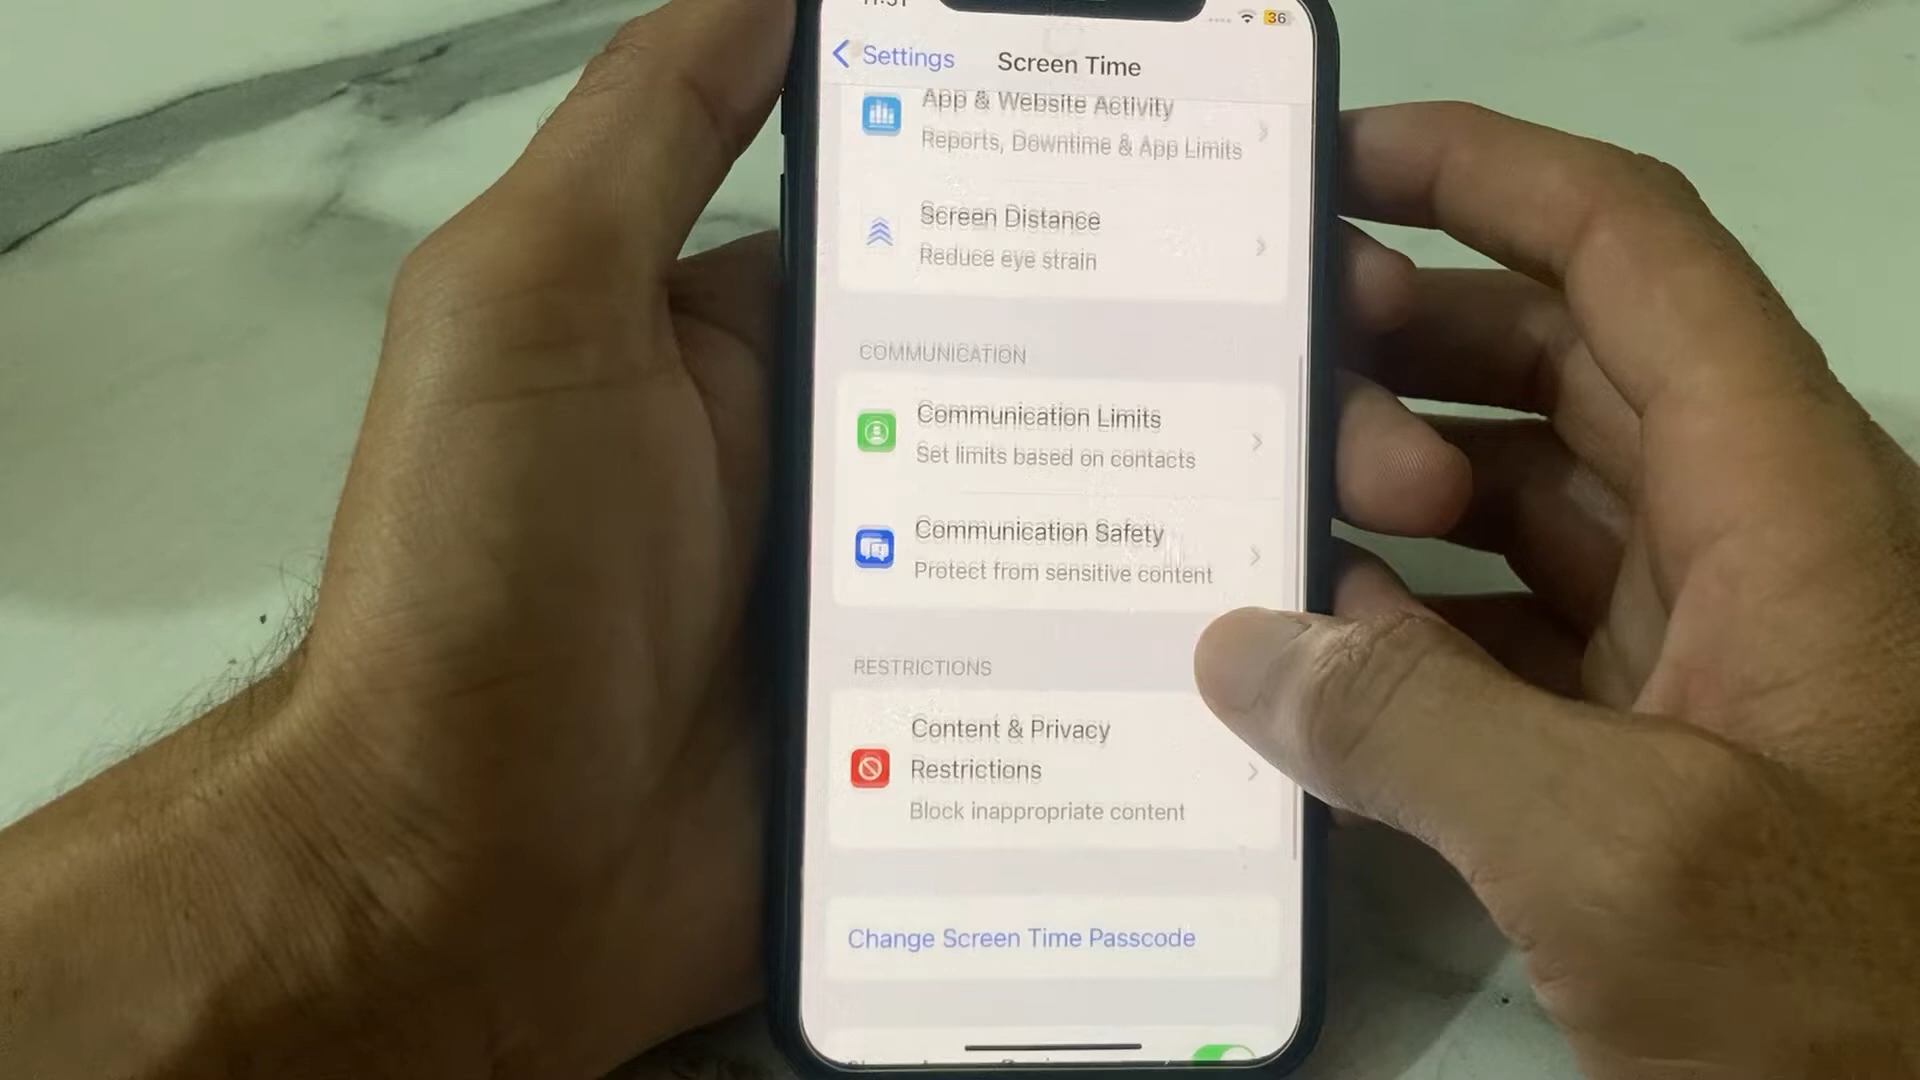 36
Settings
Screen Time
App & Website Activity
Reports, Downtime & App Limits
Screen Distance
Reduce eye strain
COMMUNICATION
Communication Limits
Set limits based on contacts
Communication Safety
Protect from sensitive content
RESTRICTIONS
Content & Privacy
Restrictions
Block inappropriate content
Change Screen Time Passcode